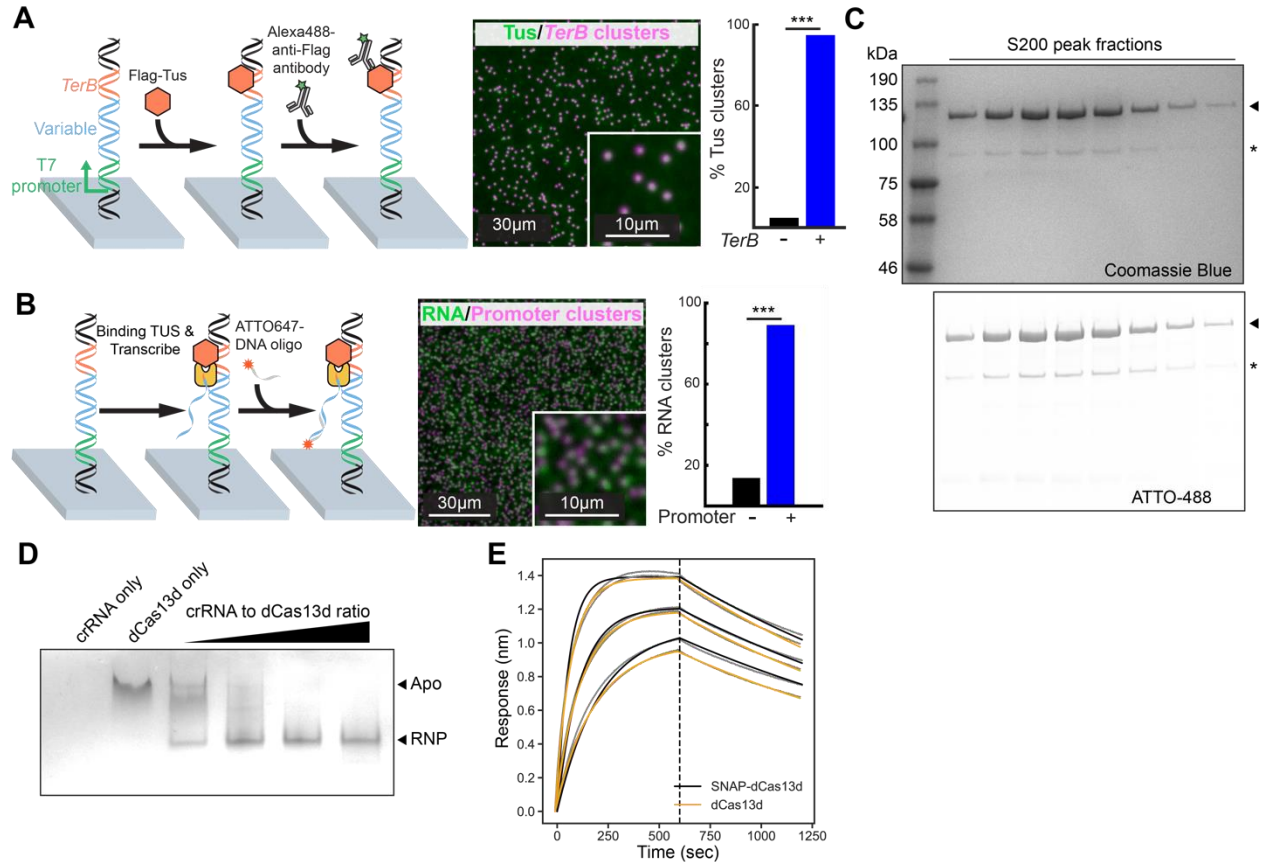 A
TerB
Variable
T7
promoter
Flag-Tus
Alexa488-
anti-Flag
antibody
Tus/TerB clusters
30µm
10µm
% Tus clusters
100
60
20
***
TerB
-
+
B
Binding TUS &
Transcribe
ATTO647-
DNA oligo
RNA/Promoter clusters
30µm
10µm
% RNA clusters
100
60
20
***
Promoter
-
+
C
S200 peak fractions
kDa
190
135
100
75
58
46
*
Coomassie Blue
*
ATTO-488
D
crRNA only
dCas13d only
crRNA to dCas13d ratio
Apo
RNP
E
Response (nm)
1.4
1.2
1.0
0.8
0.6
0.4
0.2
0.0
SNAP-dCas13d
dCas13d
0 250 500 750 1000 1250
Time (sec)